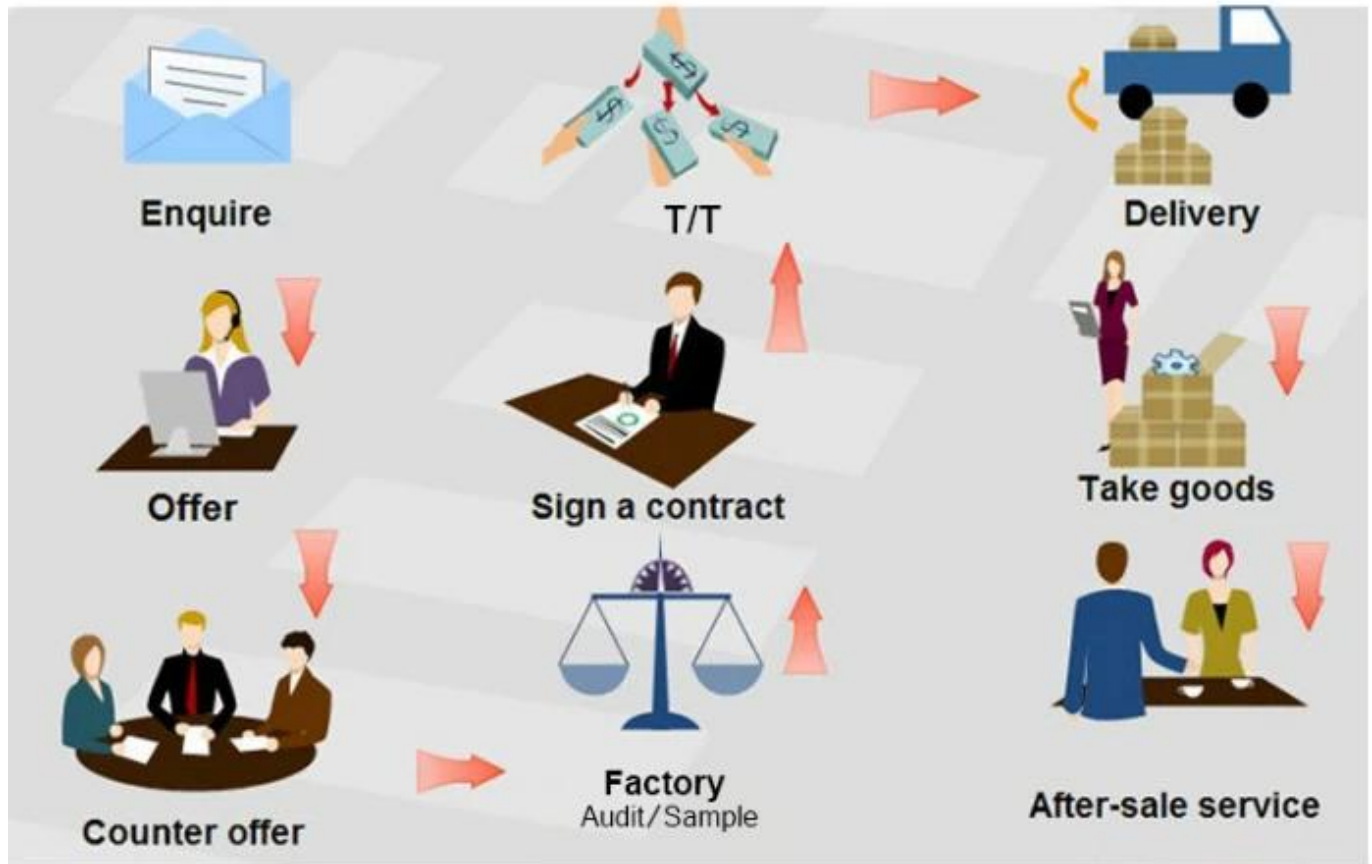 Enquire
T/T
Delivery
Offer
Sign a contract
Take goods
Counter offer
Factory
Audit/Sample
After-sale service